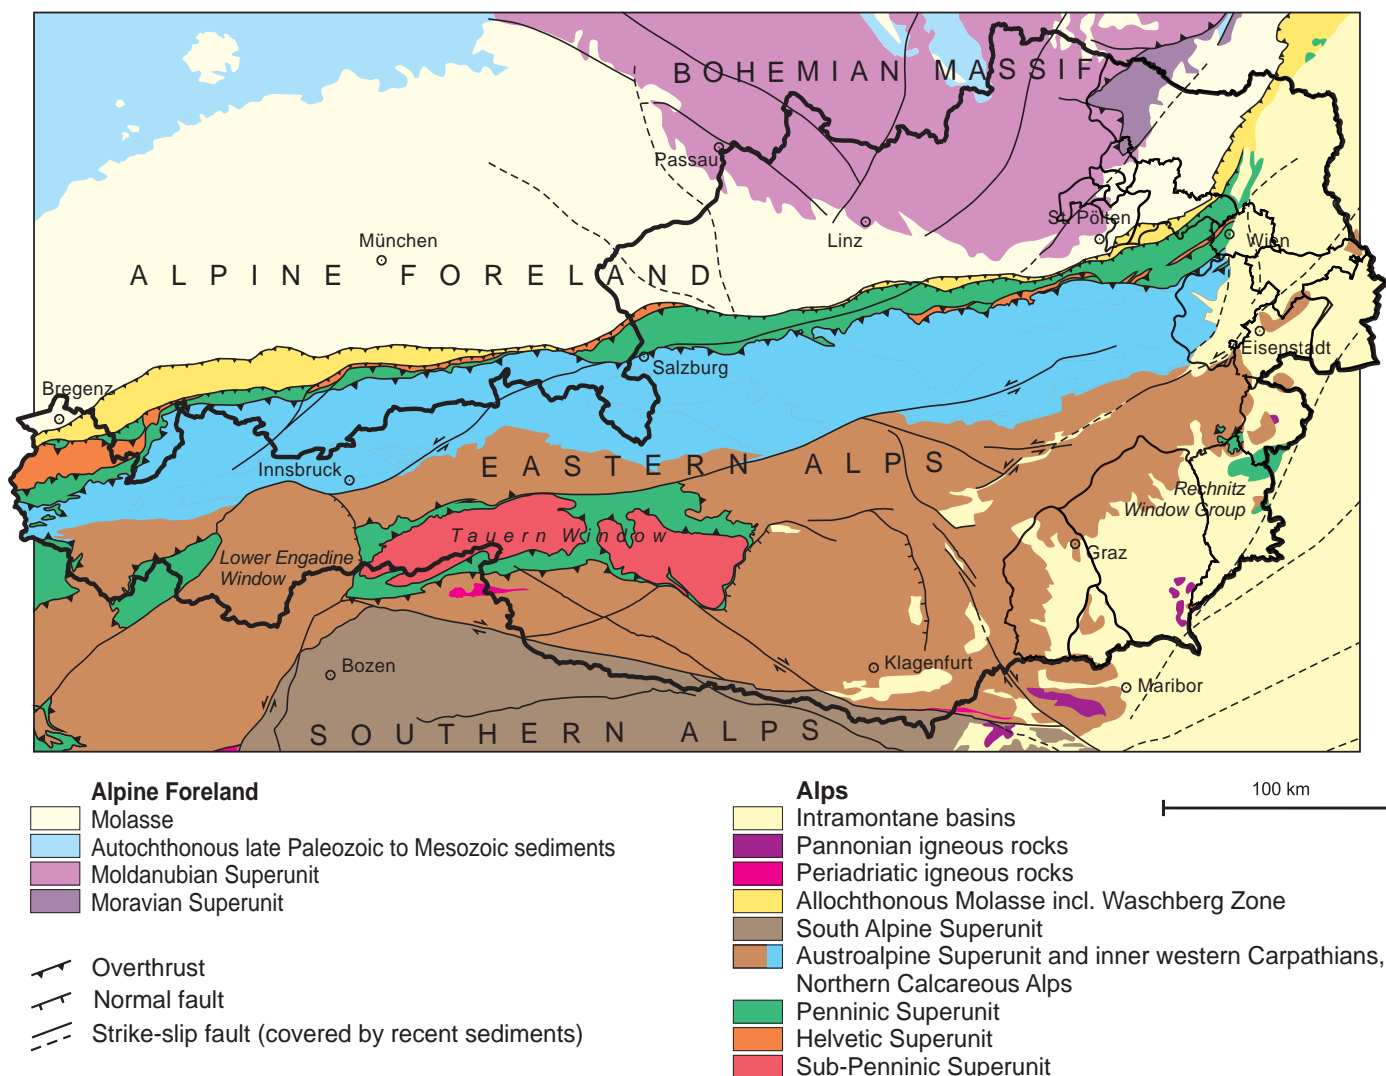 BOHEMIAN MASSIF
Passau
St. Pölten
München
Linz
Wien
ALPINE FORELAND
Eisenstadt
Salzburg
Bregenz
Innsbruck
EASTERN ALPS
Rechnitz
Window Group
Tauern Window
Graz
Lower Engadine
Window
Bozen
Klagenfurt
Maribor
SOUTHERN ALPS
Alpine Foreland
Molasse
Autochthonous late Paleozoic to Mesozoic sediments
Moldanubian Superunit
Moravian Superunit
Overthrust
Normal fault
Strike-slip fault (covered by recent sediments)
Alps
Intramontane basins
Pannonian igneous rocks
Periadriatic igneous rocks
Allochthonous Molasse incl. Waschberg Zone
South Alpine Superunit
Austroalpine Superunit and inner western Carpathians,
Northern Calcareous Alps
Penninic Superunit
Helvetic Superunit
Sub-Penninic Superunit
100 km